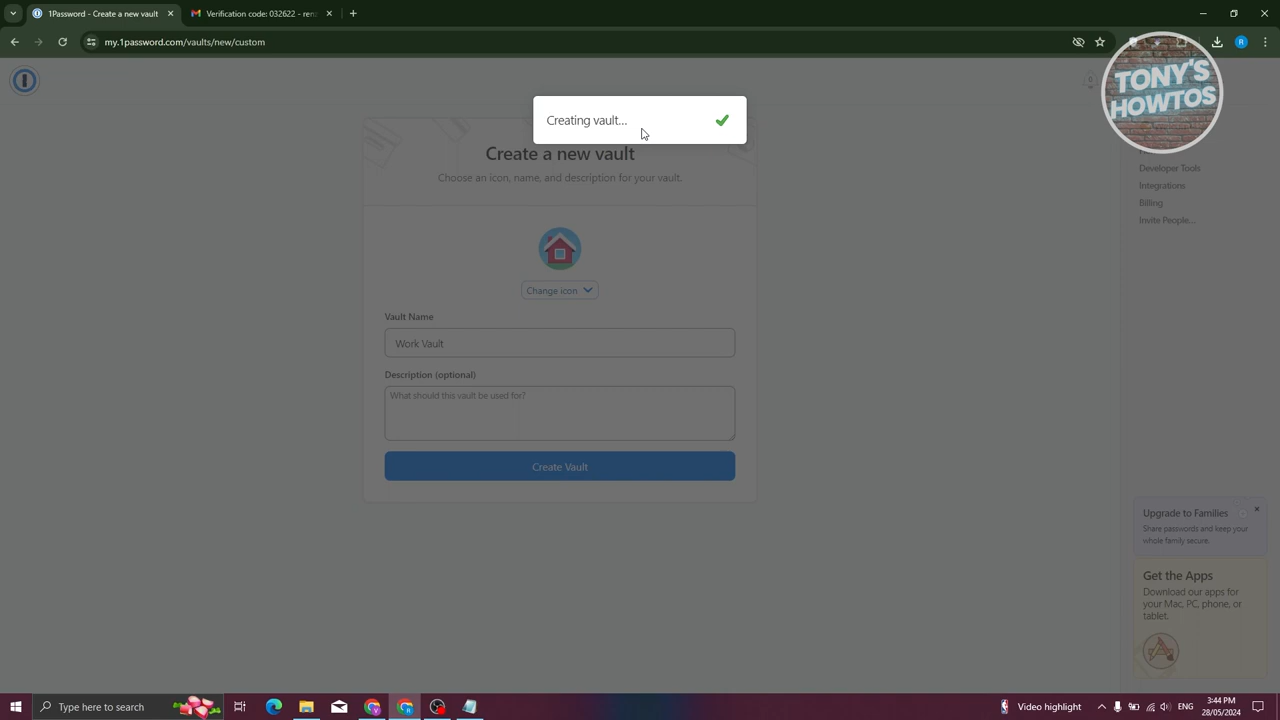 1Password - Create a new vault
Verification code: 032622 - ren
my.1password.com/vaults/new/custom
R
TONY'S
HOWTOS
Creating vault...
Create a new vault
Choose an icon, name, and description for your vault.
Developer Tools
Integrations
Billing
Invite People...
Change icon
Vault Name
Work Vault
Description (optional)
What should this vault be used for?
Create Vault
Upgrade to Families
Share passwords and keep your
whole family secure.
Get the Apps
Download our apps for
your Mac, PC, phone, or
tablet.
Type here to search
Video highlight
ENG
3:44 PM
28/05/2024